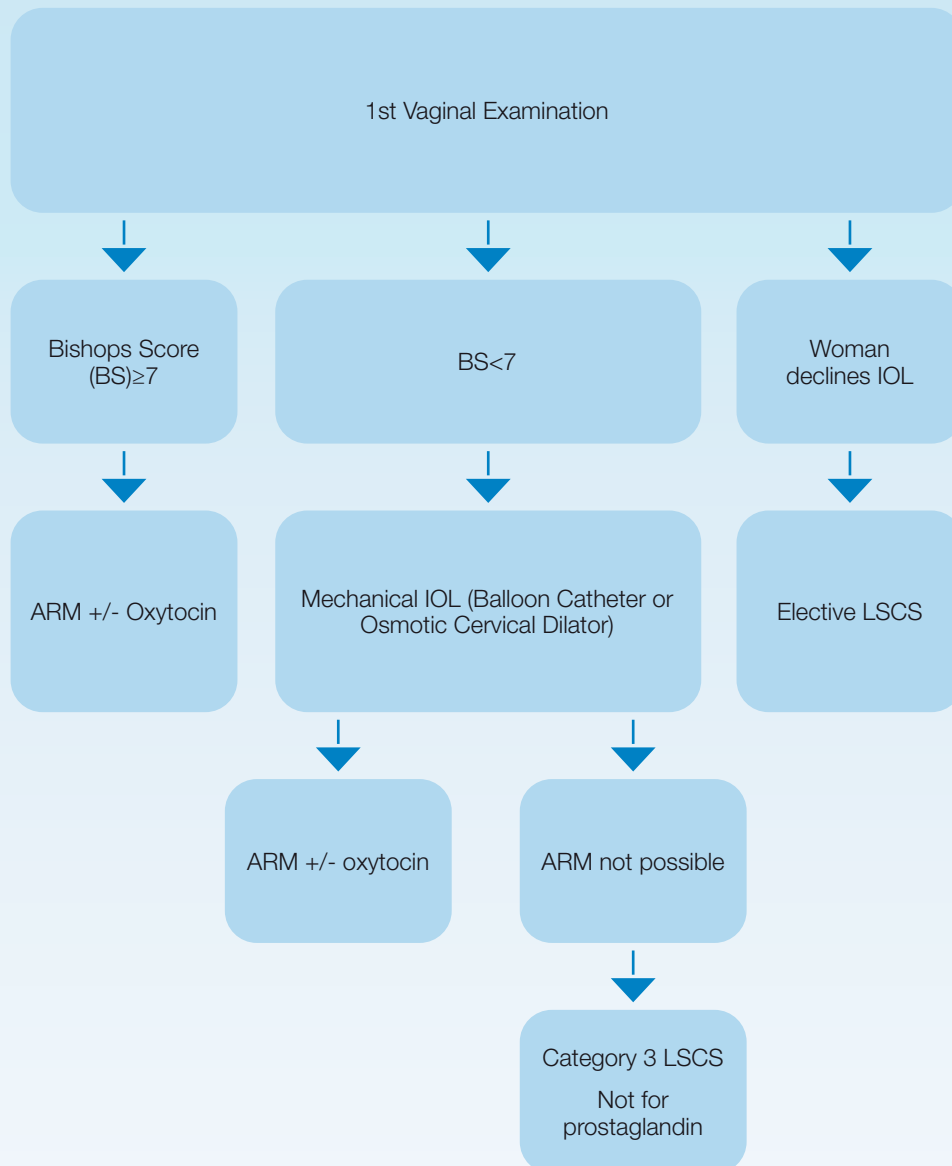 1st Vaginal Examination
Bishops Score
(BS)≥7
BS<7
Woman
declines IOL
ARM +/- Oxytocin
Mechanical IOL (Balloon Catheter or
Osmotic Cervical Dilator)
Elective LSCS
ARM +/- oxytocin
ARM not possible
Category 3 LSCS
Not for
prostaglandin